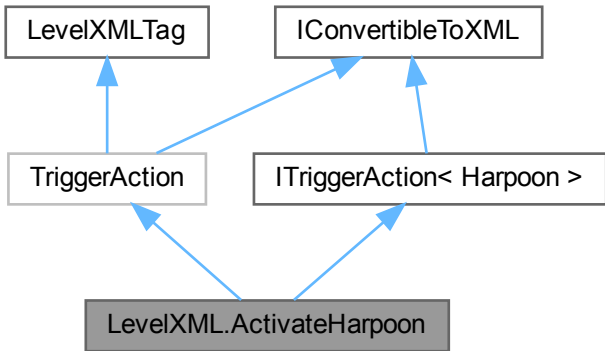 LevelXMLTag
IConvertibleToXML
TriggerAction
ITriggerAction< Harpoon >
LevelXML.ActivateHarpoon